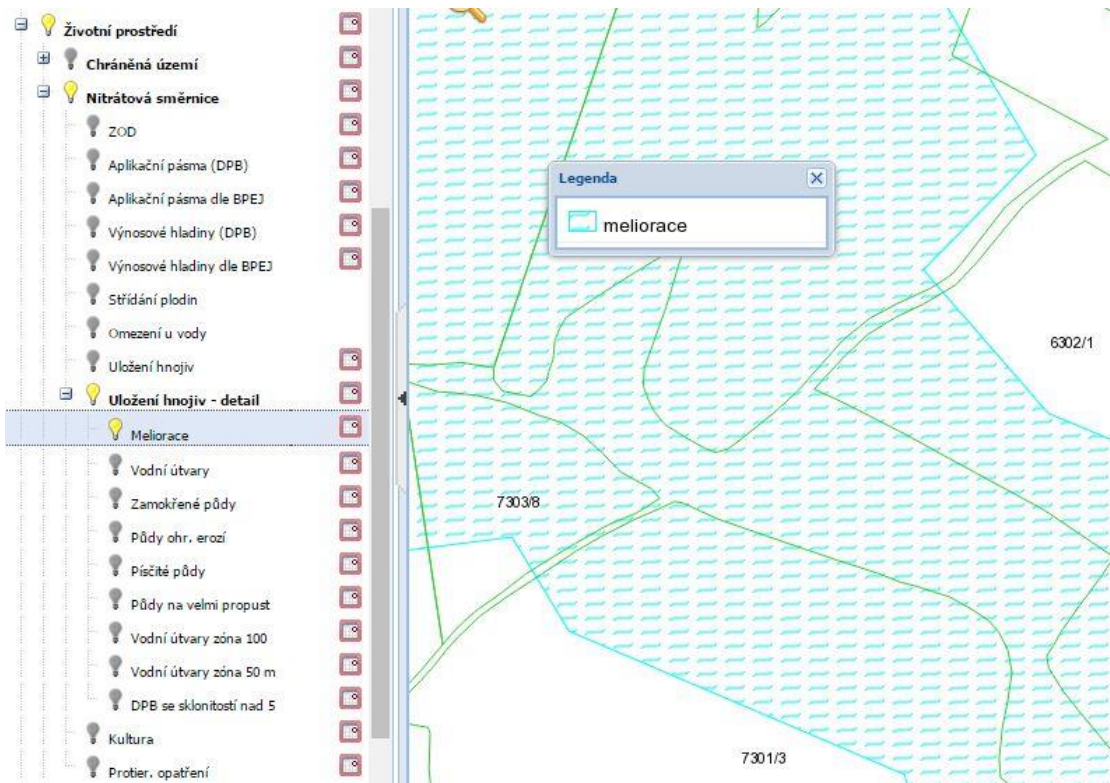 Životní prostředí
Chráněná území
Nitrátová směrnice
ZOD
Aplikační pásma (DPB)
Aplikační pásma dle BPEJ
Výnosové hladiny (DPB)
Výnosové hladiny dle BPEJ
Střídání plodin
Omezení u vody
Uložení hnojiv
Uložení hnojiv - detail
Meliorace
Vodní útvary
Zamokřené půdy
Půdy ohr. erozí
Písčité půdy
Půdy na velmi propust
Vodní útvary zóna 100
Vodní útvary zóna 50 m
DPB se sklonitostí nad 5
Kultura
Protier. opatření
Legenda
meliorace
6302/1
7303/8
7301/3